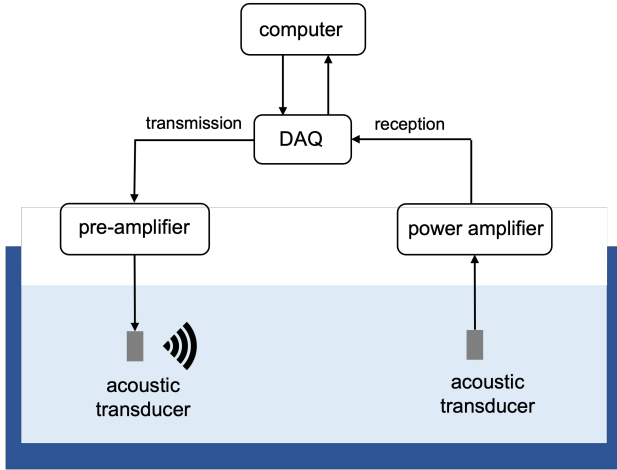 computer
transmission
DAQ
reception
pre-amplifier
power amplifier
acoustic
transducer
acoustic
transducer